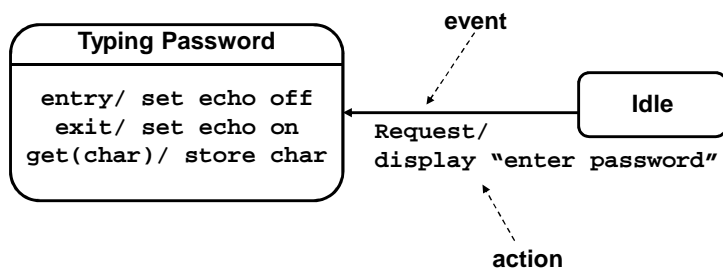 Typing Password
entry/ set echo off
exit/ set echo on
get(char)/ store char
event
Idle
Request/
display “enter password”
action